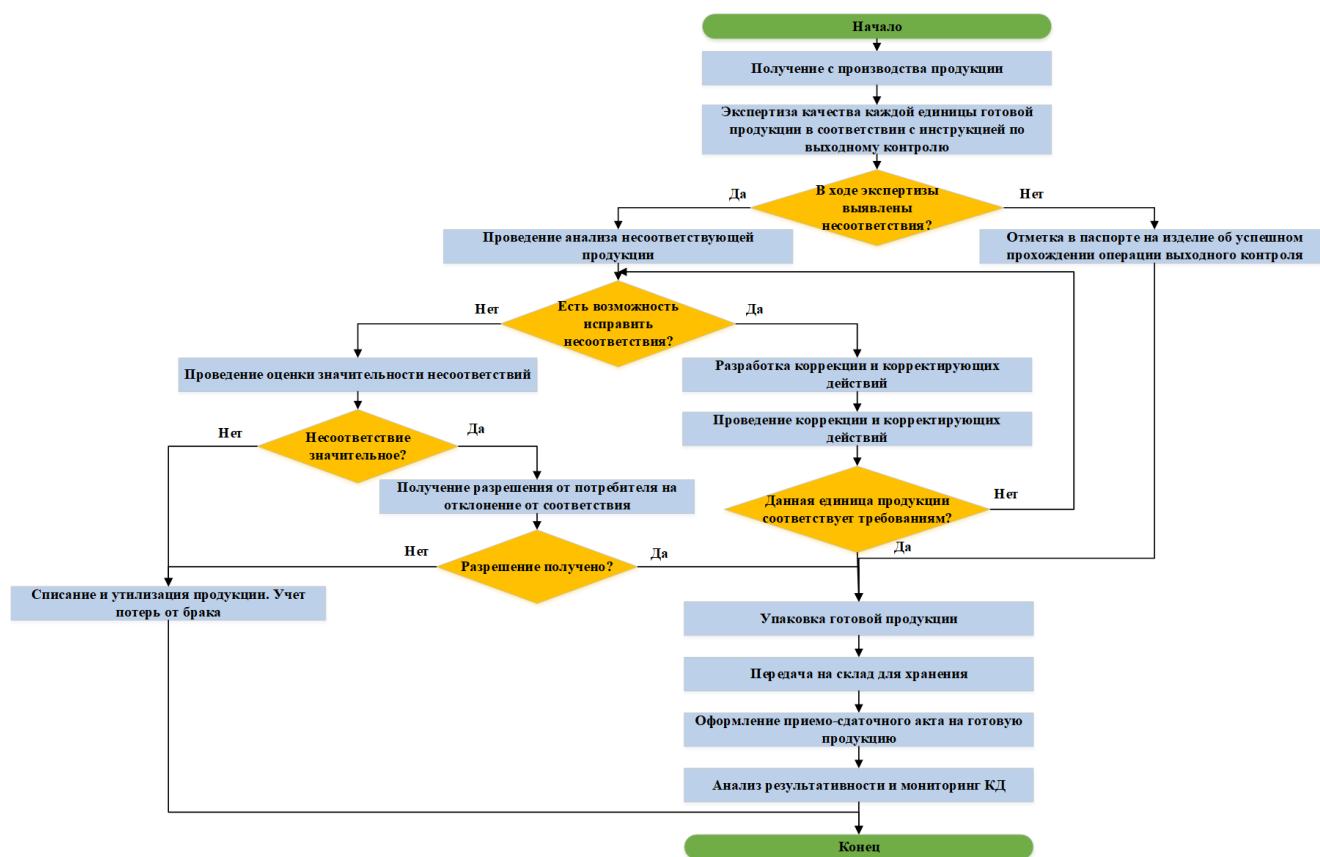 Начало
Получение с производства продукции
Экспертиза качества каждой единицы готовой
продукции в соответствии с инструкцией по
выходному контролю
Да
В ходе экспертизы
выявлены
несоответствия?
Нет
Проведение анализа несоответствующей
продукции
Отметка в паспорте на изделие об успешном
прохождении операции выходного контроля
Нет
Есть возможность
исправить
несоответствия?
Да
Проведение оценки значительности несоответствий
Разработка коррекции и корректирующих
действий
Нет
Несоответствие
значительное?
Да
Проведение коррекции и корректирующих
действий
Получение разрешения от потребителя на
отклонение от соответствия
Данная единица продукции
соответствует требованиям?
Нет
Да
Нет
Разрешение получено?
Да
Списание и утилизация продукции. Учет
потерь от брака
Упаковка готовой продукции
Передача на склад для хранения
Оформление приемо-сдаточного акта на готовую
продукцию
Анализ результативности и мониторинг КД
Конец